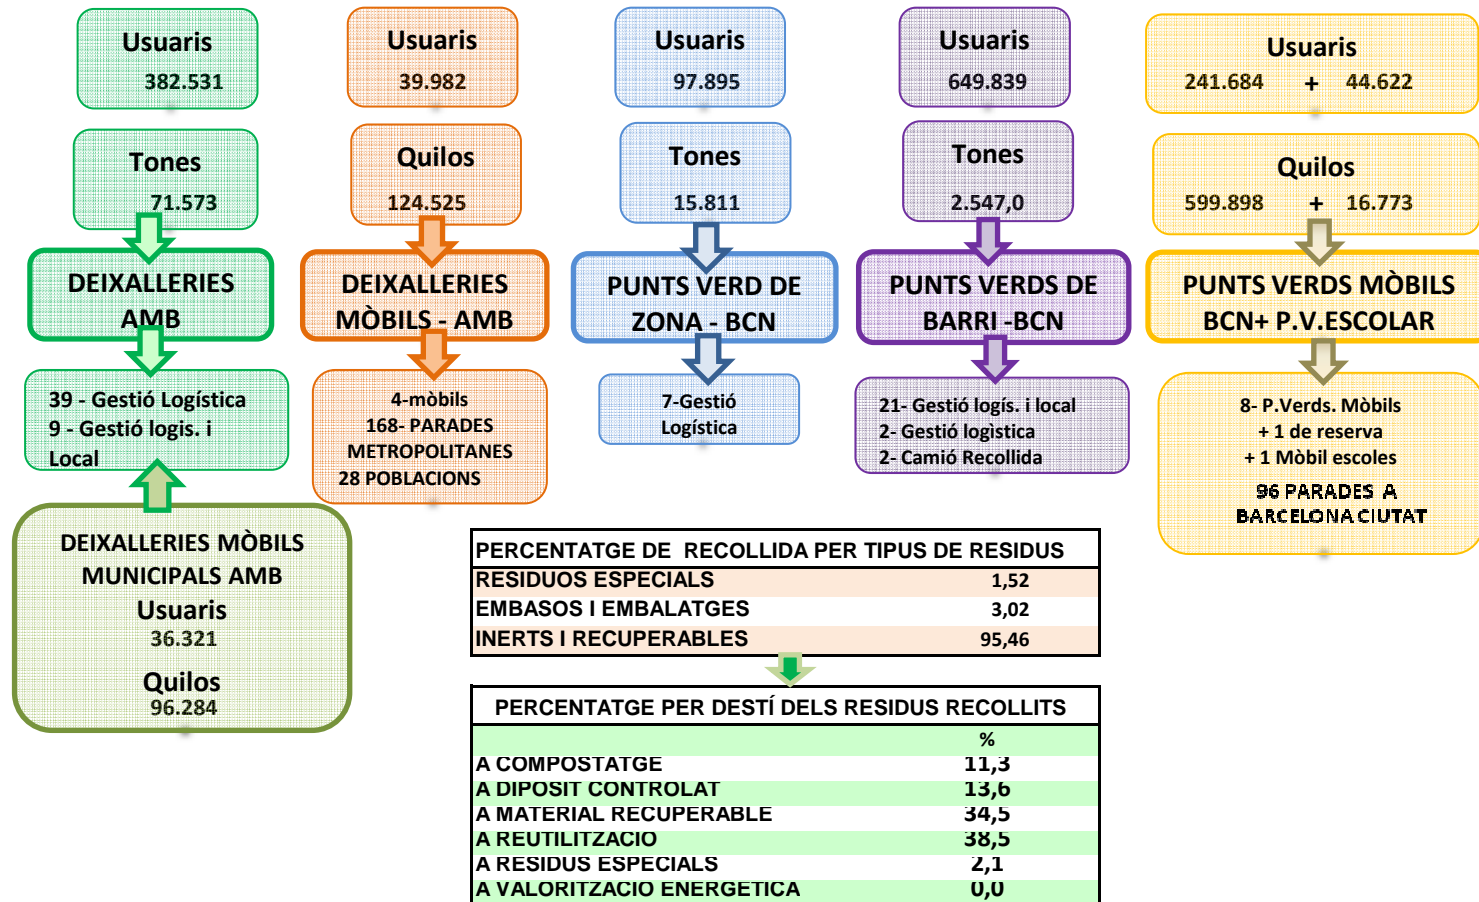 Usuaris
382.531
Tones
71.573
DEIXALLERIES
AMB
39 - Gestió Logística
9 - Gestió logis. i
Local
DEIXALLERIES MÒBILS
MUNICIPALS AMB
Usuaris
36.321
Quilos
96.284
Usuaris
39.982
Quilos
124.525
DEIXALLERIES
MÒBILS - AMB
4-mòbils
168- PARADES
METROPOLITANES
28 POBLACIONS
Usuaris
97.895
Tones
15.811
PUNTS VERD DE
ZONA - BCN
7-Gestió
Logística
Usuaris
649.839
Tones
2.547,0
PUNTS VERDS DE
BARRI -BCN
21- Gestió logís. i local
2- Gestió logìstica
2- Camió Recollida
Usuaris
241.684 + 44.622
Quilos
599.898 + 16.773
PUNTS VERDS MÒBILS
BCN+ P.V.ESCOLAR
8- P.Verds. Mòbils
+ 1 de reserva
+ 1 Mòbil escoles
96 PARADES A
BARCELONA CIUTAT
PERCENTATGE DE RECOLLIDA PER TIPUS DE RESIDUS
RESIDUOS ESPECIALS 1,52
EMBASOS I EMBALATGES 3,02
INERTS I RECUPERABLES 95,46
PERCENTATGE PER DESTÍ DELS RESIDUS RECOLLITS
%
A COMPOSTATGE 11,3
A DIPOSIT CONTROLAT 13,6
A MATERIAL RECUPERABLE 34,5
A REUTILITZACIO 38,5
A RESIDUS ESPECIALS 2,1
A VALORITZACIO ENERGETICA 0,0